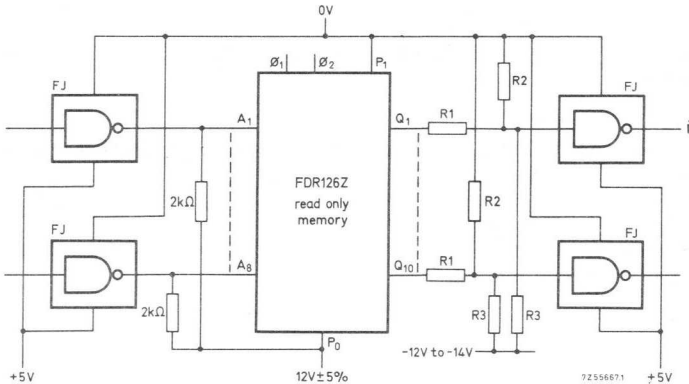 0V
Ø1
Ø2
P1
FJ
R2
FJ
A1
Q1
R1
2kΩ
FDR126Z
read only
memory
R2
FJ
FJ
A8
Q10
R1
2kΩ
R3
R3
P0
-12V to -14V
+5V
12V±5%
7Z55667.1
+5V